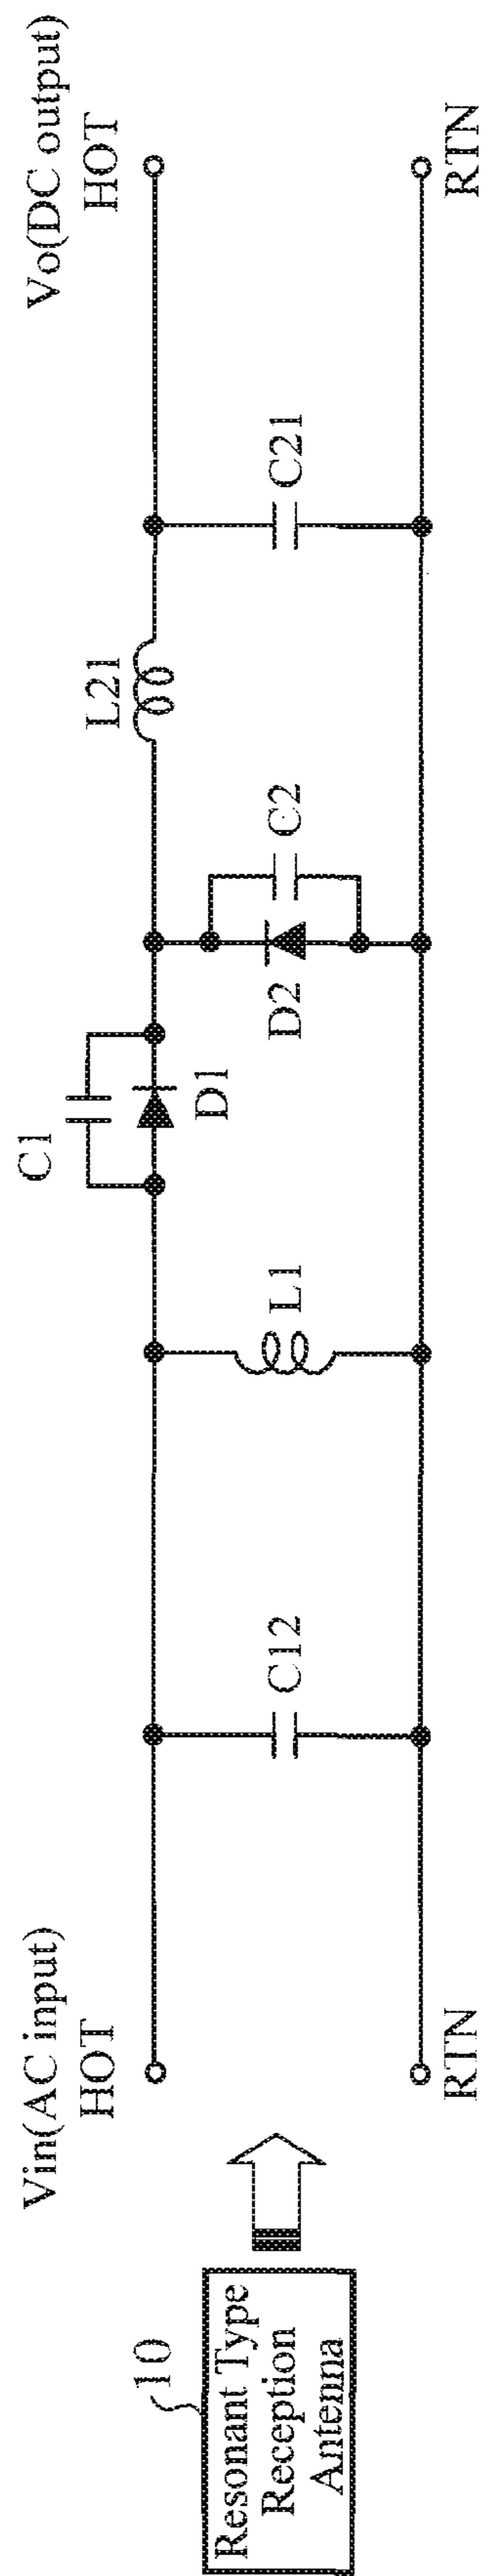 10
Resonant Type
Reception
Antenna
Vin(AC input)
HOT
RTN
C12
L1
C1
D1
D2
C2
L21
C21
Vo(DC output)
HOT
RTN